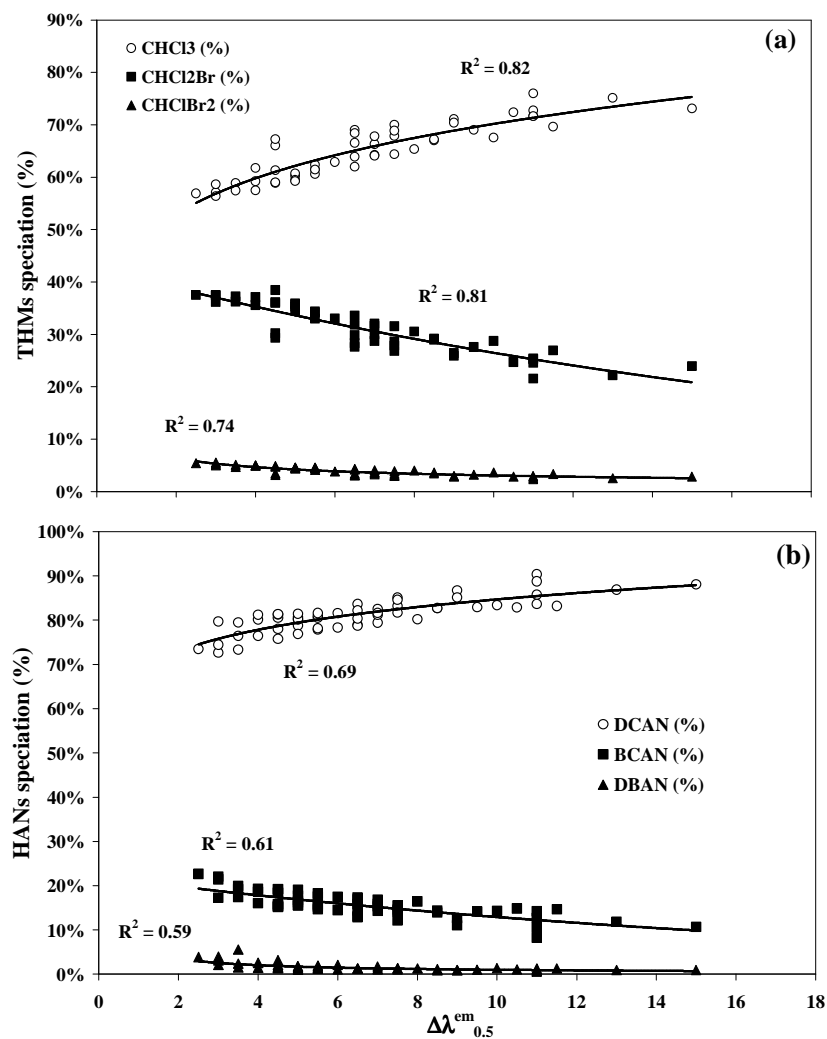 90%
80%
70%
60%
50%
40%
30%
20%
10%
0%
THMs speciation (%)
(a)
CHCl3 (%)
CHCl2Br (%)
CHClBr2 (%)
R² = 0.82
R² = 0.81
R² = 0.74
100%
90%
80%
70%
60%
50%
40%
30%
20%
10%
0%
HANs speciation (%)
(b)
R² = 0.69
DCAN (%)
BCAN (%)
DBAN (%)
R² = 0.61
R² = 0.59
0 2 4 6 8 10 12 14 16 18
Δλ^em_0.5